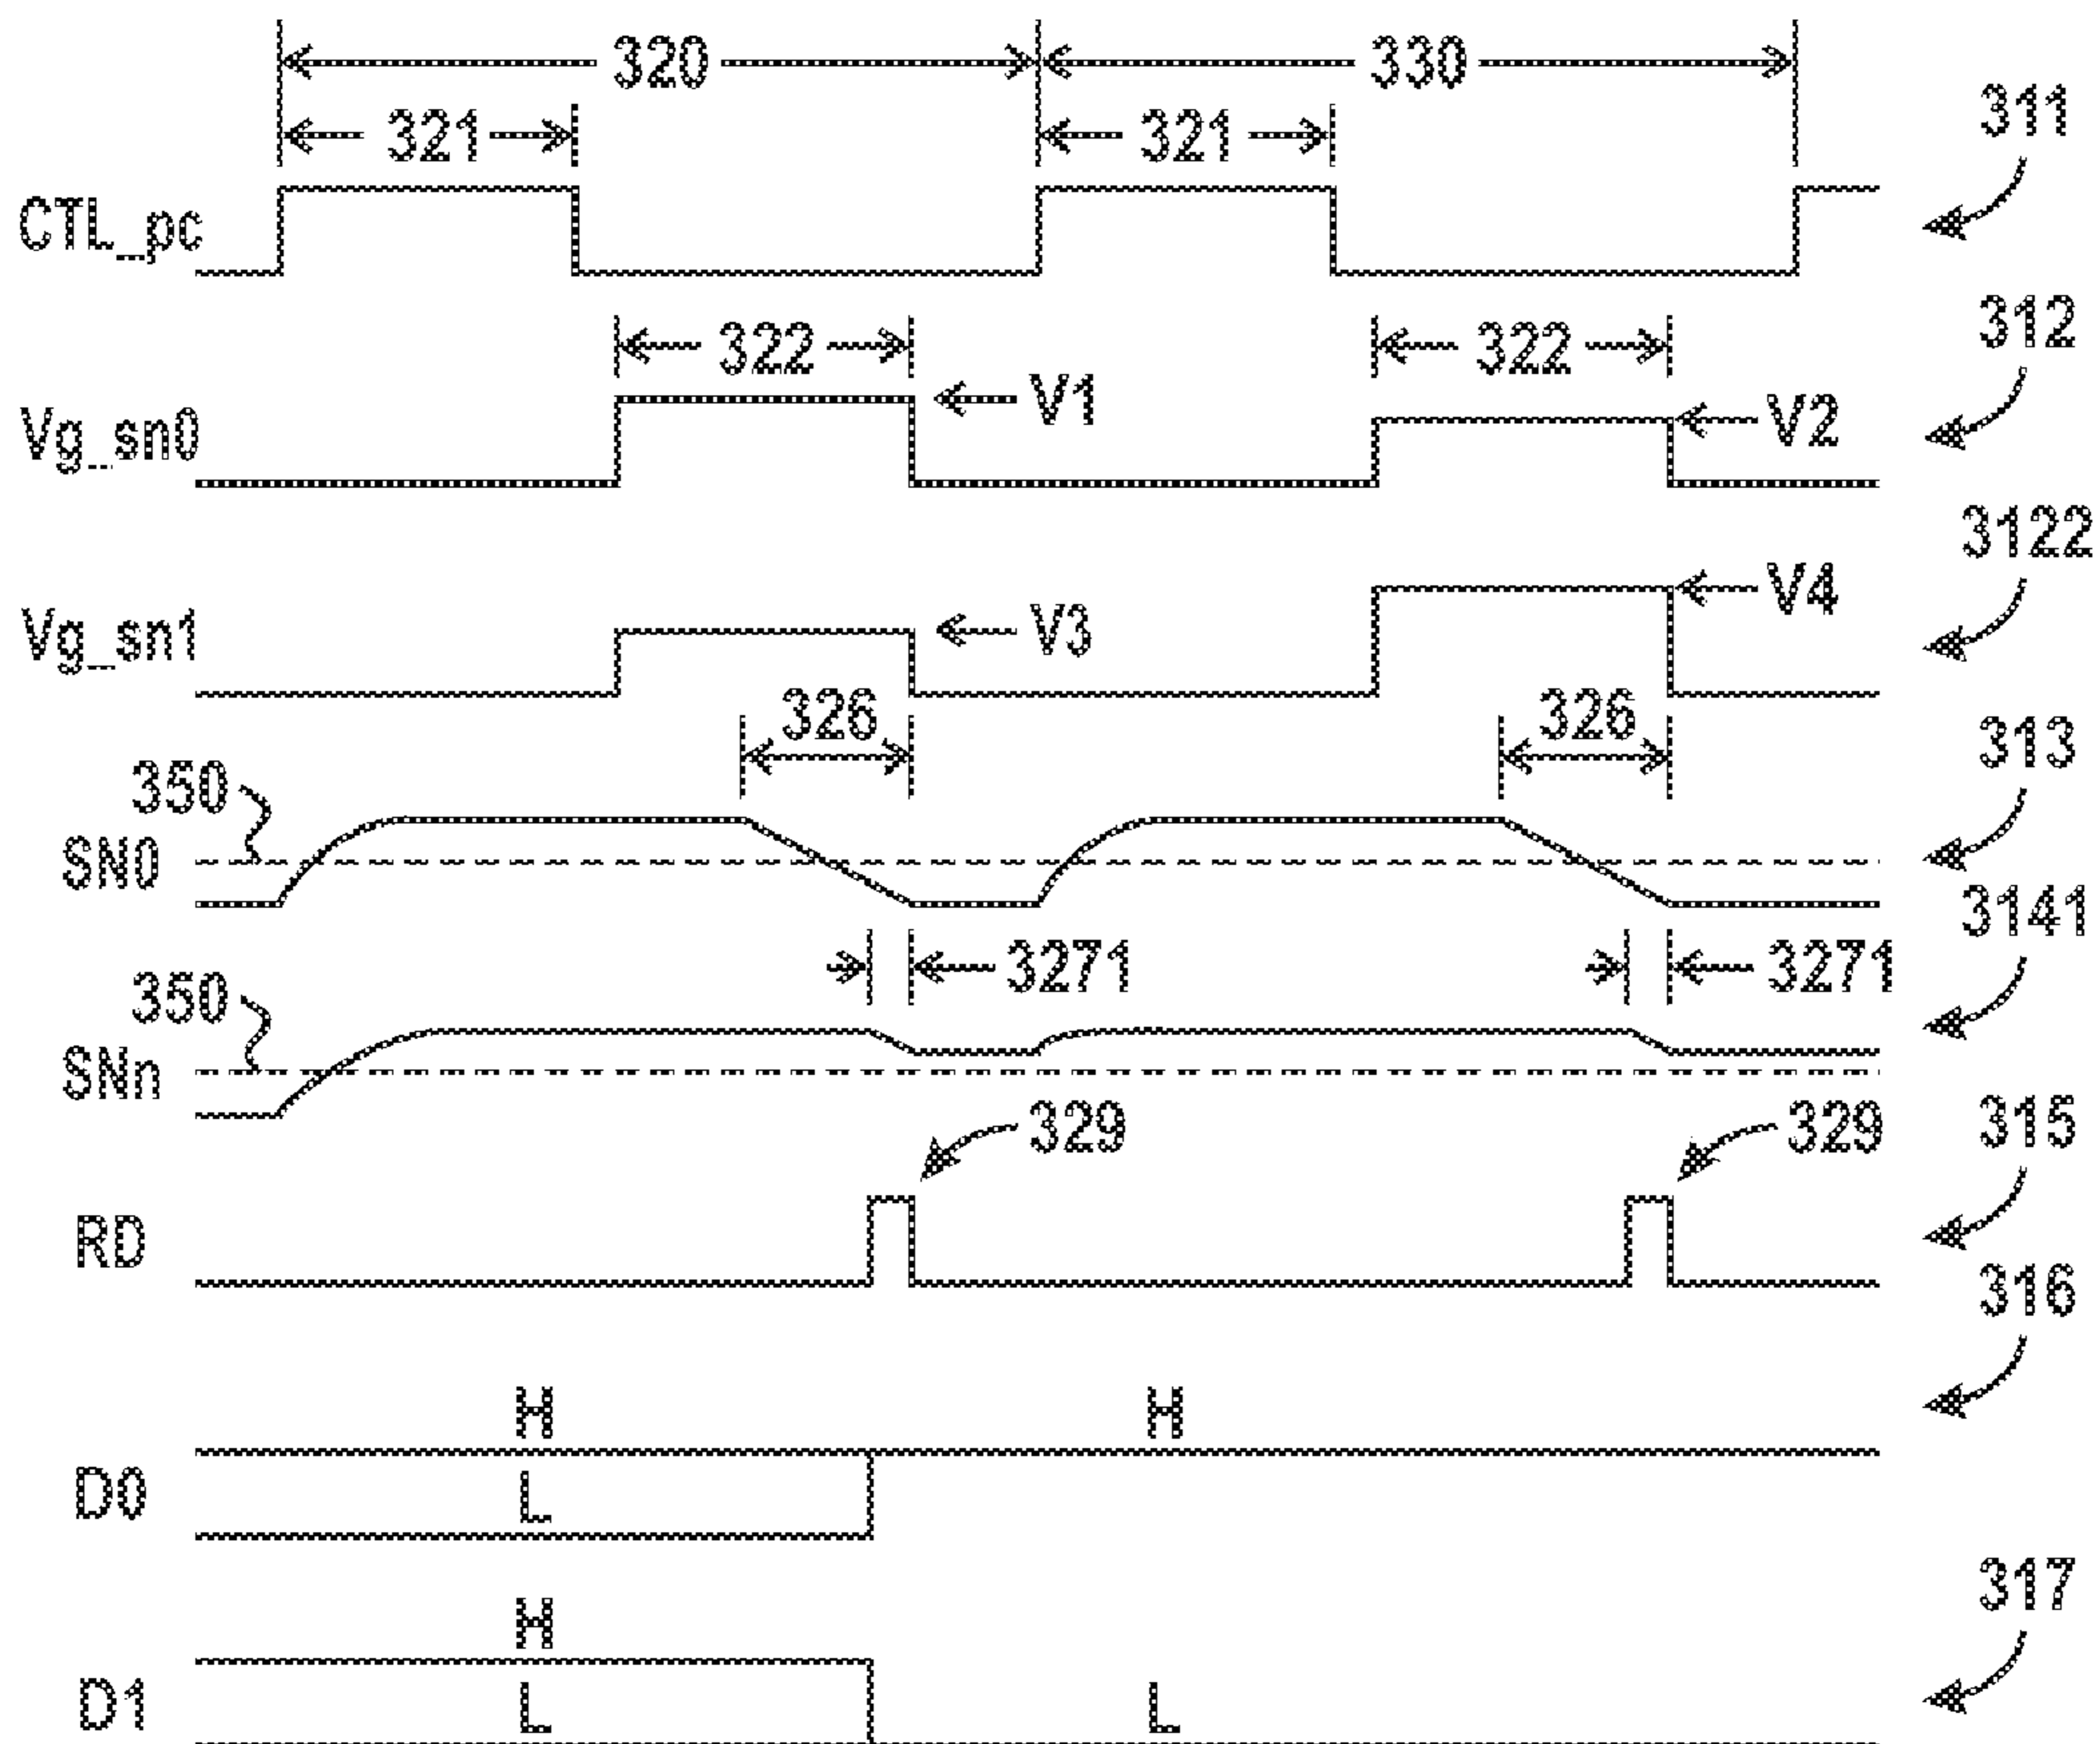 320 330
321 321 311
CTL_pc
322 322 312
V1 V2
Vg_sn0
3122
V3 V4
Vg_sn1
326 326 313
350
SN0
3141
3271 3271
350
SNn
329 329 315
RD
316
H H
D0 L
317
H
D1 L L